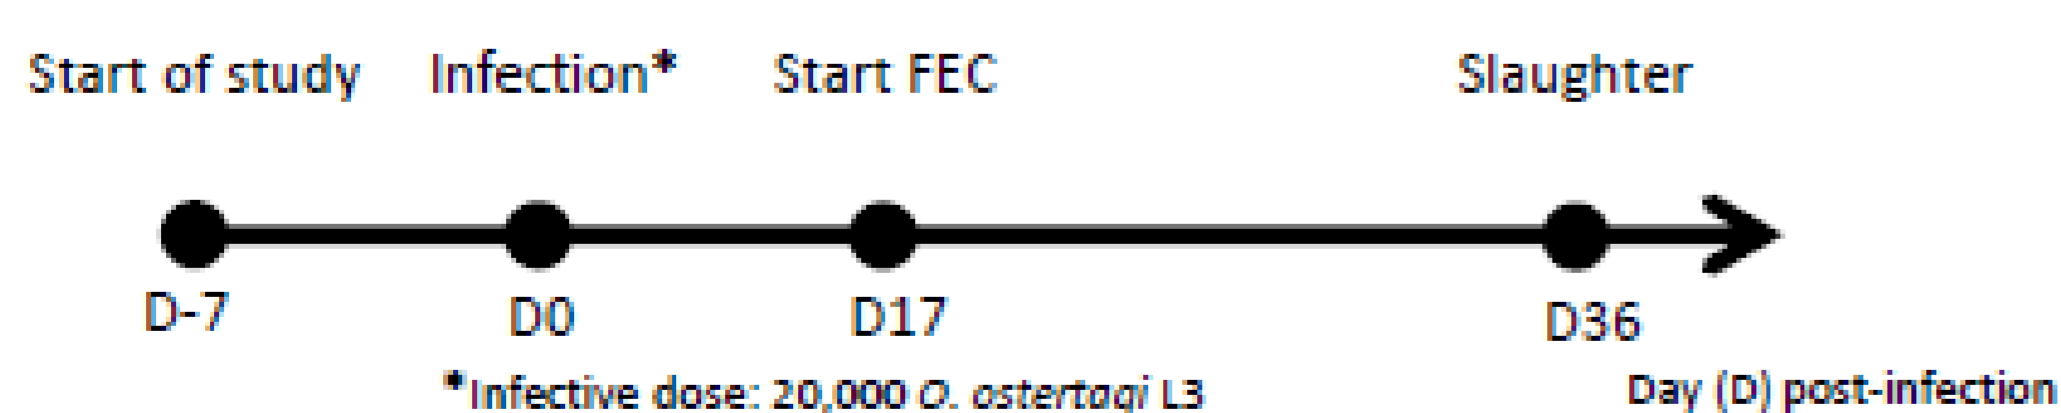 Start of study Infection* Start FEC Slaughter
D-7 D0 D17 D36
*Infective dose: 20,000 O. ostertagi L3
Day (D) post-infection